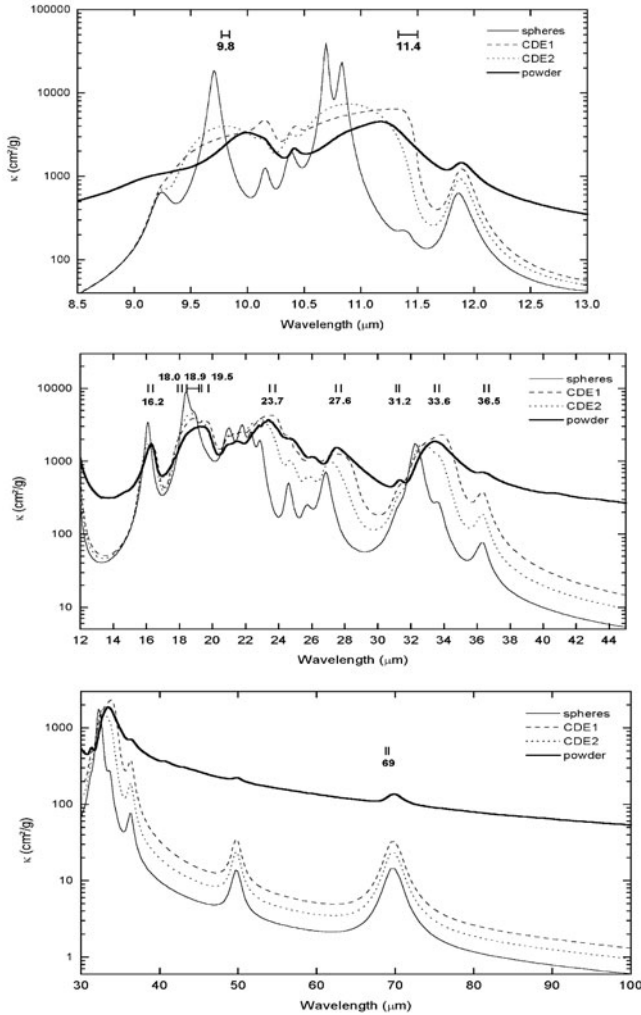 100000
10000
1000
100
κ (cm²/g)
9.8
11.4
spheres
CDE1
CDE2
powder
8.5 9.0 9.5 10.0 10.5 11.0 11.5 12.0 12.5 13.0
Wavelength (μm)
10000
1000
100
10
κ (cm²/g)
18.0 18.9 19.5
16.2 23.7 27.6 31.2 33.6 36.5
spheres
CDE1
CDE2
powder
12 14 16 18 20 22 24 26 28 30 32 34 36 38 40 42 44
Wavelength (μm)
1000
100
10
1
κ (cm²/g)
69
spheres
CDE1
CDE2
powder
30 40 50 60 70 80 90 100
Wavelength (μm)